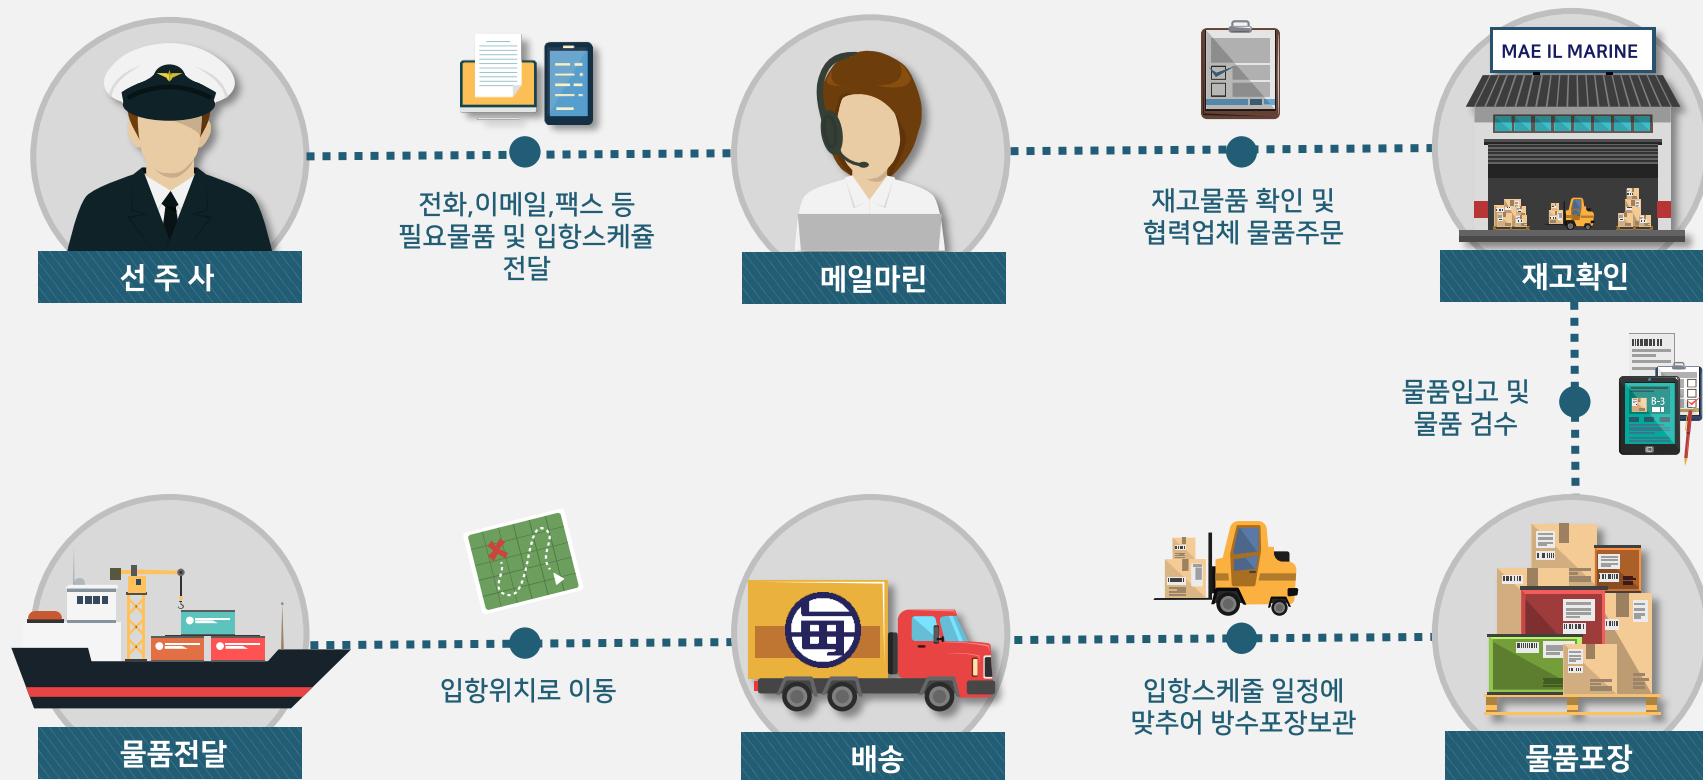 MAE IL MARINE
전화,이메일,팩스 등
필요물품 및 입항스케쥴
전달
재고물품 확인 및
협력업체 물품주문
선 주 사
메일마린
재고확인
물품입고 및
물품 검수
B-3
입항위치로 이동
입항스케줄 일정에
맞추어 방수포장보관
물품전달
배송
물품포장